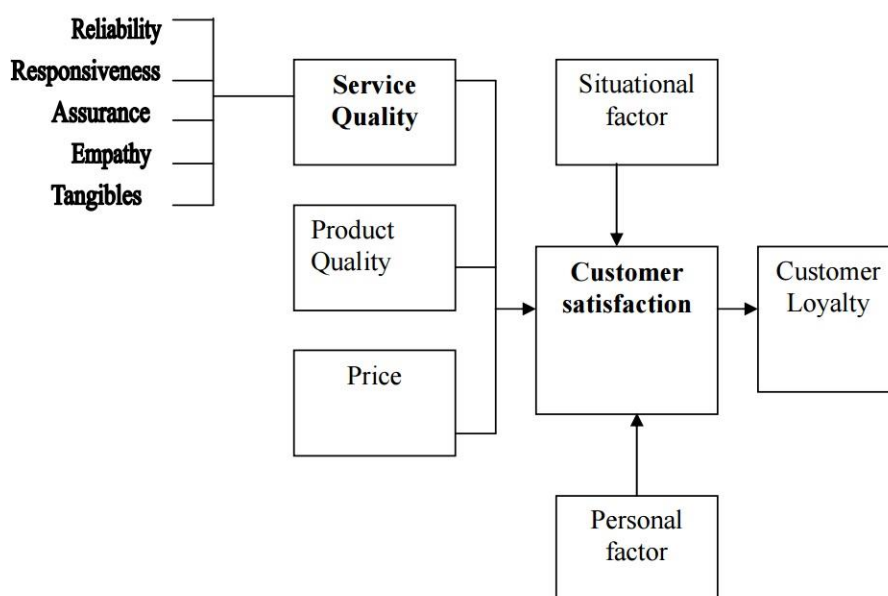 Reliability
Responsiveness
Assurance
Empathy
Tangibles
Service
Quality
Product
Quality
Price
Situational
factor
Customer
satisfaction
Personal
factor
Customer
Loyalty